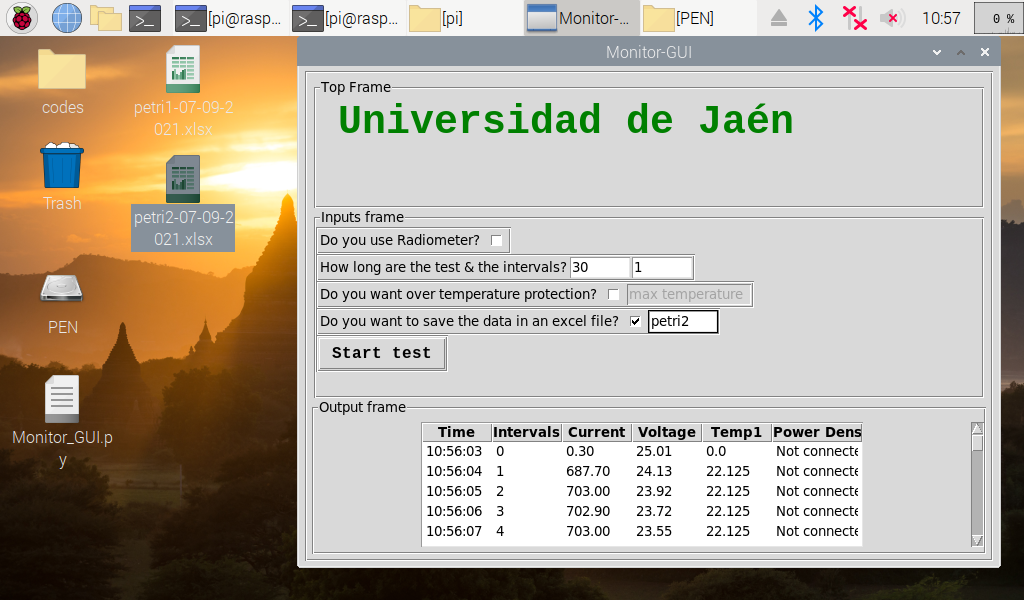 [pi@rasp... [pi@rasp... [pi] Monitor-... [PEN] 10:57 0 %
codes
petri1-07-09-2
021.xlsx
Trash
petri2-07-09-2
021.xlsx
PEN
Monitor_GUI.p
y
Monitor-GUI
Top Frame
Universidad de Jaén
Inputs frame
Do you use Radiometer?
How long are the test & the intervals? 30 1
Do you want over temperature protection? max temperature
Do you want to save the data in an excel file? petri2
Start test
Output frame
Time Intervals Current Voltage Temp1 Power Dens
10:56:03 0 0.30 25.01 0.0 Not connecte
10:56:04 1 687.70 24.13 22.125 Not connecte
10:56:05 2 703.00 23.92 22.125 Not connecte
10:56:06 3 702.90 23.72 22.125 Not connecte
10:56:07 4 703.00 23.55 22.125 Not connecte